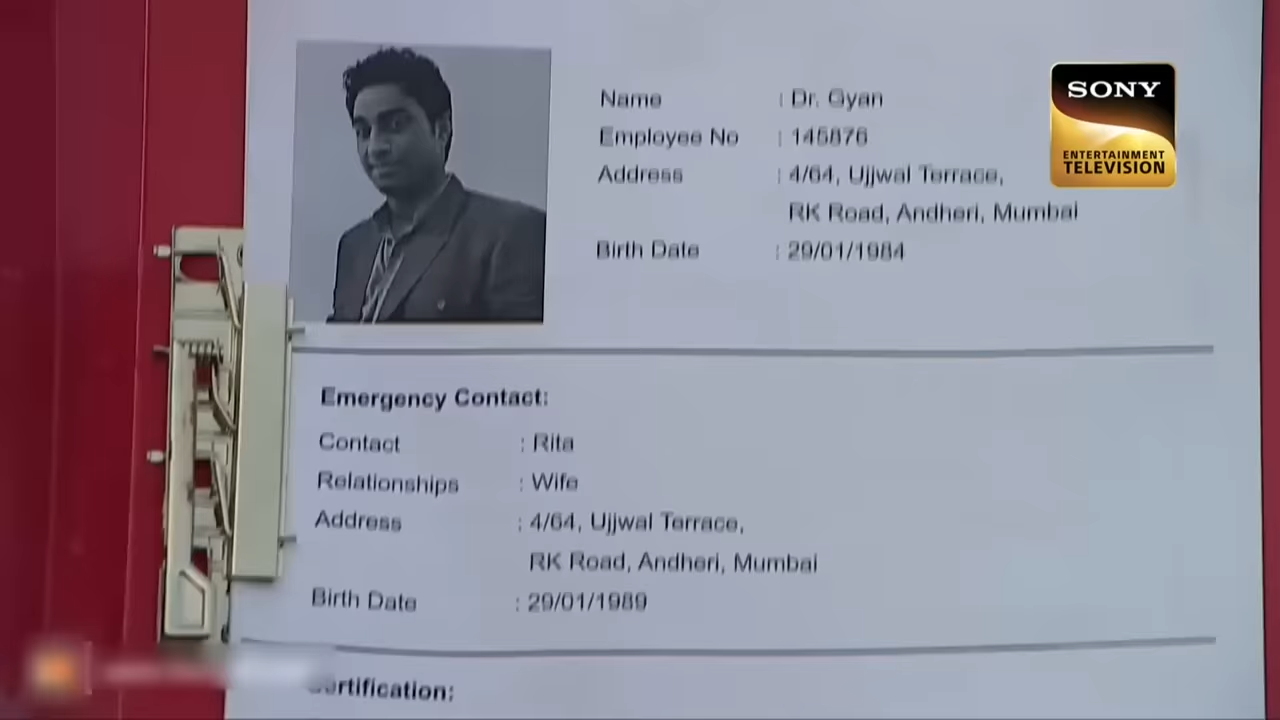 Name : Dr. Gyan
Employee No : 145876
Address : 4/64, Ujjwal Terrace,
RK Road, Andheri, Mumbai
Birth Date : 29/01/1984
SONY
ENTERTAINMENT
TELEVISION
Emergency Contact:
Contact : Rita
Relationships : Wife
Address : 4/64, Ujjwal Terrace,
RK Road, Andheri, Mumbai
Birth Date : 29/01/1989